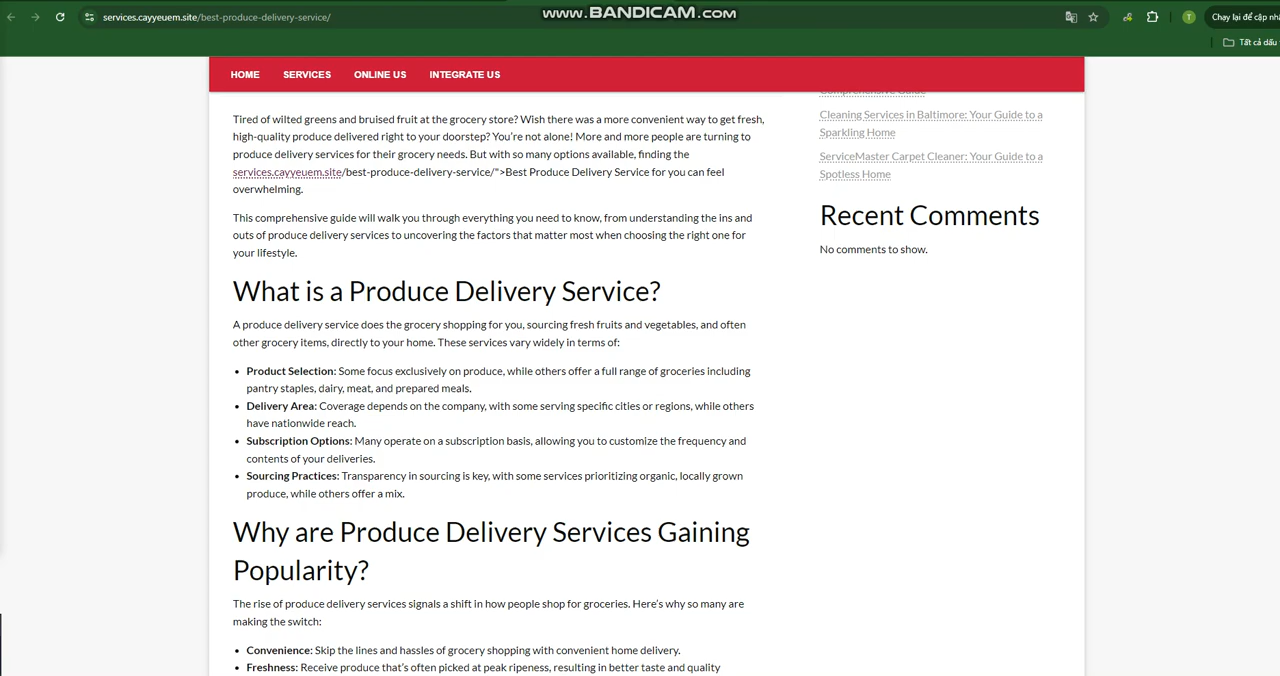 services.cayyeuem.site/best-produce-delivery-service/
www.BANDICAM.com
T
Chạy lại để cập nhậ
Tất cả dấu
HOME
SERVICES
ONLINE US
INTEGRATE US
Tired of wilted greens and bruised fruit at the grocery store? Wish there was a more convenient way to get fresh,
high-quality produce delivered right to your doorstep? You’re not alone! More and more people are turning to
produce delivery services for their grocery needs. But with so many options available, finding the
services.cayyeuem.site/best-produce-delivery-service/">Best Produce Delivery Service for you can feel
overwhelming.
This comprehensive guide will walk you through everything you need to know, from understanding the ins and
outs of produce delivery services to uncovering the factors that matter most when choosing the right one for
your lifestyle.
What is a Produce Delivery Service?
A produce delivery service does the grocery shopping for you, sourcing fresh fruits and vegetables, and often
other grocery items, directly to your home. These services vary widely in terms of:
• Product Selection: Some focus exclusively on produce, while others offer a full range of groceries including
pantry staples, dairy, meat, and prepared meals.
• Delivery Area: Coverage depends on the company, with some serving specific cities or regions, while others
have nationwide reach.
• Subscription Options: Many operate on a subscription basis, allowing you to customize the frequency and
contents of your deliveries.
• Sourcing Practices: Transparency in sourcing is key, with some services prioritizing organic, locally grown
produce, while others offer a mix.
Why are Produce Delivery Services Gaining
Popularity?
The rise of produce delivery services signals a shift in how people shop for groceries. Here’s why so many are
making the switch:
• Convenience: Skip the lines and hassles of grocery shopping with convenient home delivery.
• Freshness: Receive produce that’s often picked at peak ripeness, resulting in better taste and quality
Comprehensive Guide
Cleaning Services in Baltimore: Your Guide to a
Sparkling Home
ServiceMaster Carpet Cleaner: Your Guide to a
Spotless Home
Recent Comments
No comments to show.